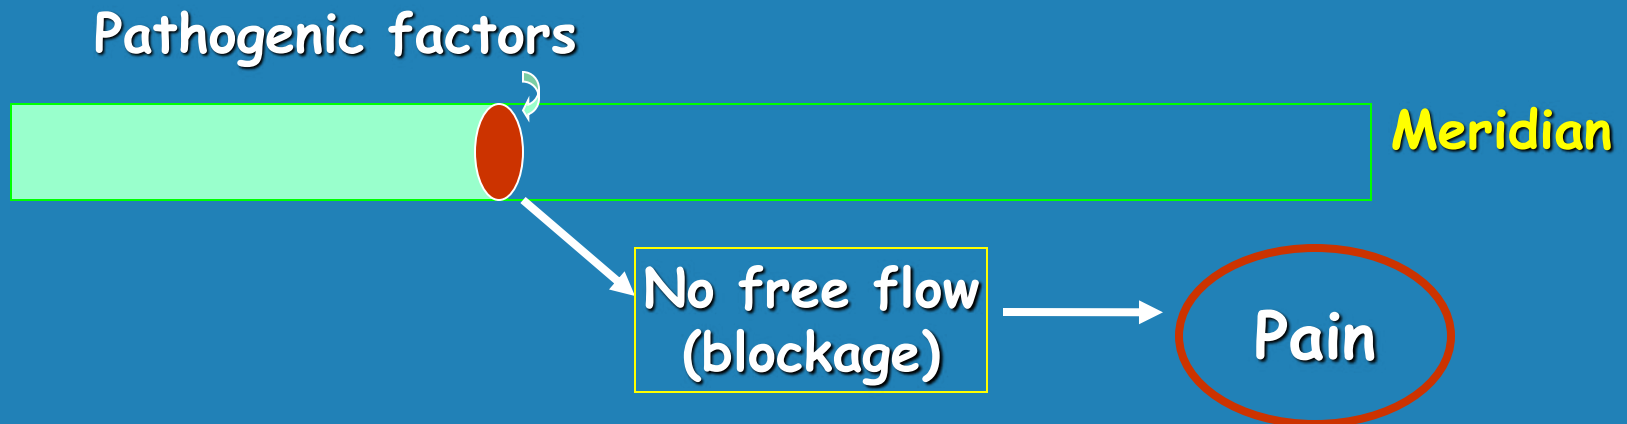 Pathogenic factors
Meridian
No free flow
(blockage)
Pain